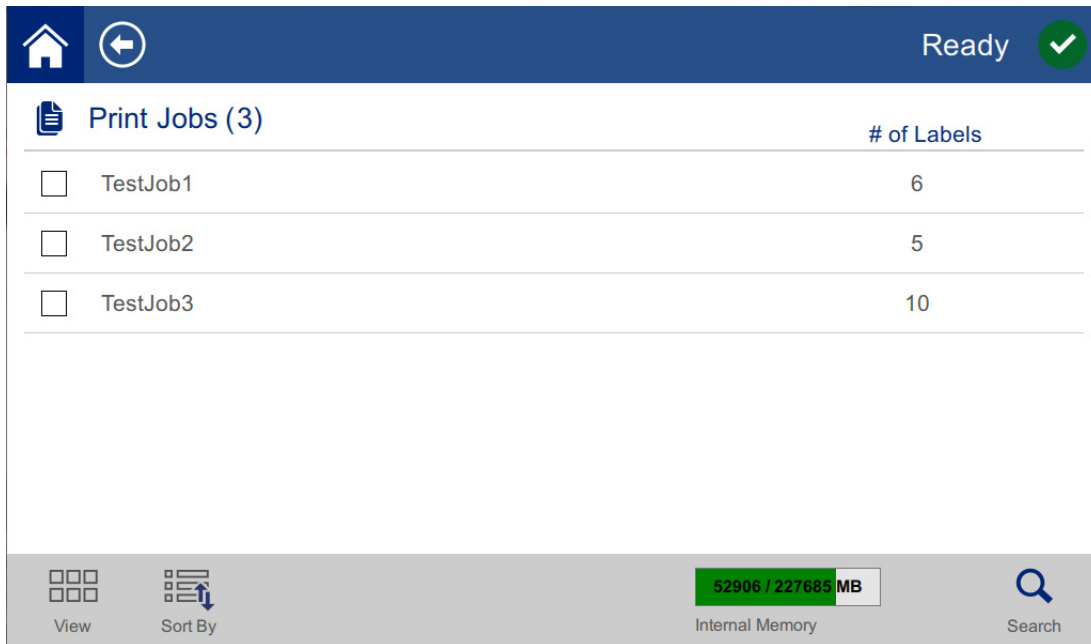 Ready
Print Jobs (3)
# of Labels
TestJob1 6
TestJob2 5
TestJob3 10
52906 / 227685 MB
View Sort By Internal Memory Search